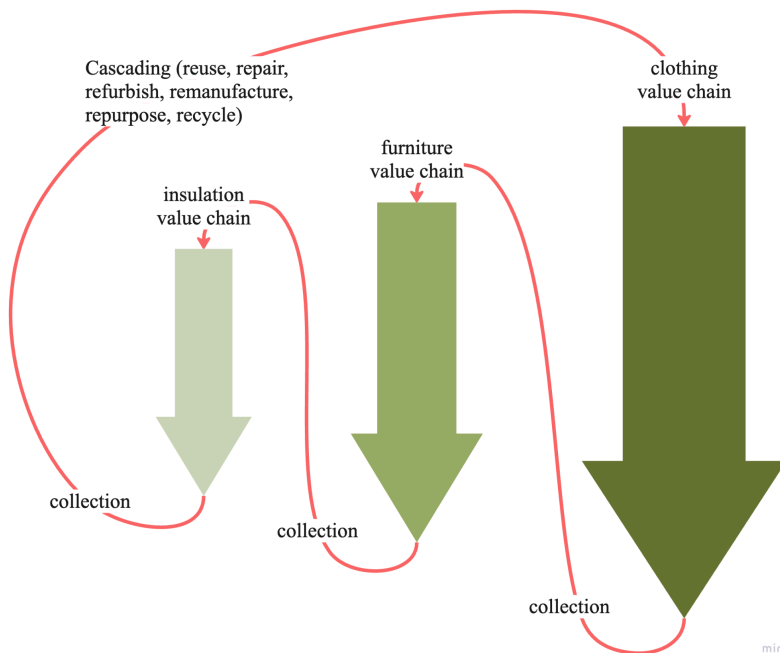 Cascading (reuse, repair,
refurbish, remanufacture,
repurpose, recycle)
clothing
value chain
furniture
value chain
insulation
value chain
collection
collection
collection